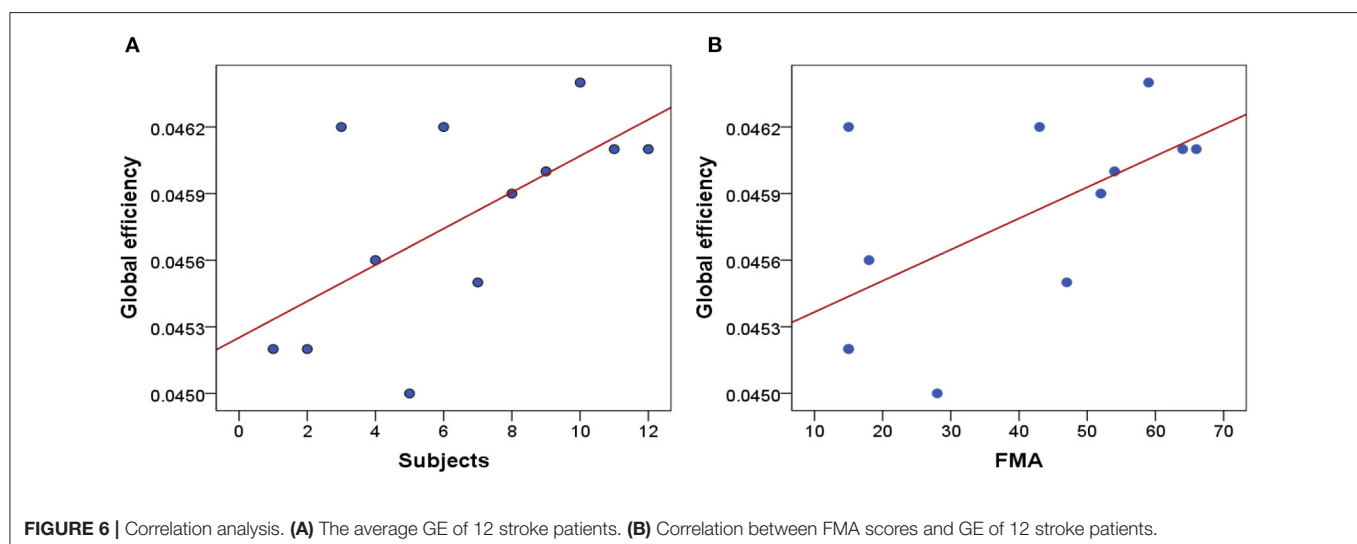 A
B
Global efficiency
0.0462
0.0459
0.0456
0.0453
0.0450
0 2 4 6 8 10 12
Subjects
Global efficiency
0.0462
0.0459
0.0456
0.0453
0.0450
10 20 30 40 50 60 70
FMA
FIGURE 6 | Correlation analysis. (A) The average GE of 12 stroke patients. (B) Correlation between FMA scores and GE of 12 stroke patients.